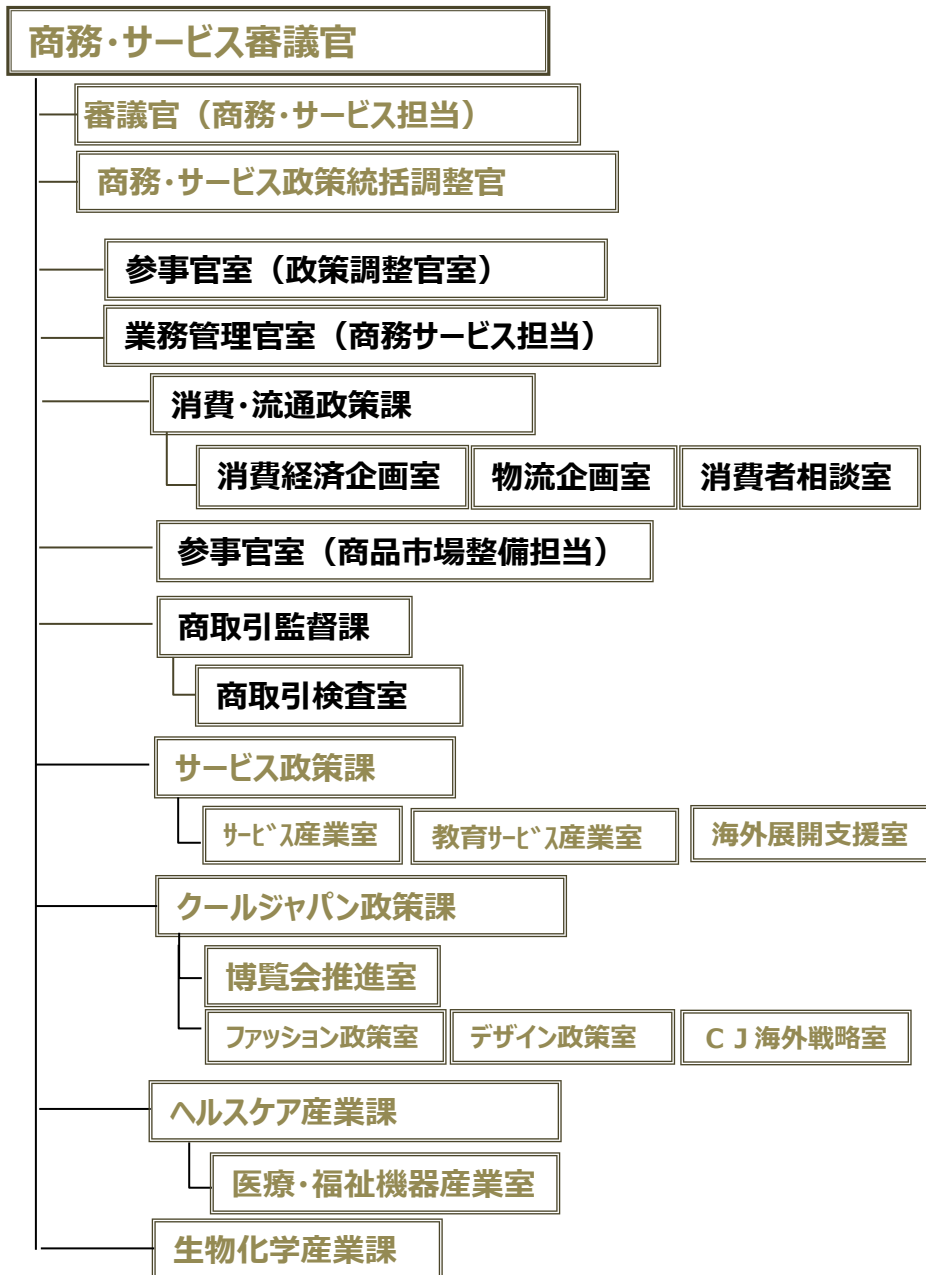 商務・サービス審議官
審議官（商務・サービス担当）
商務・サービス政策統括調整官
参事官室（政策調整官室）
業務管理官室（商務サービス担当）
消費・流通政策課
消費経済企画室 物流企画室 消費者相談室
参事官室（商品市場整備担当）
商取引監督課
商取引検査室
サービス政策課
ｻｰﾋﾞｽ産業室 教育ｻｰﾋﾞｽ産業室 海外展開支援室
クールジャパン政策課
博覧会推進室
ファッション政策室 デザイン政策室 ＣＪ海外戦略室
ヘルスケア産業課
医療・福祉機器産業室
生物化学産業課